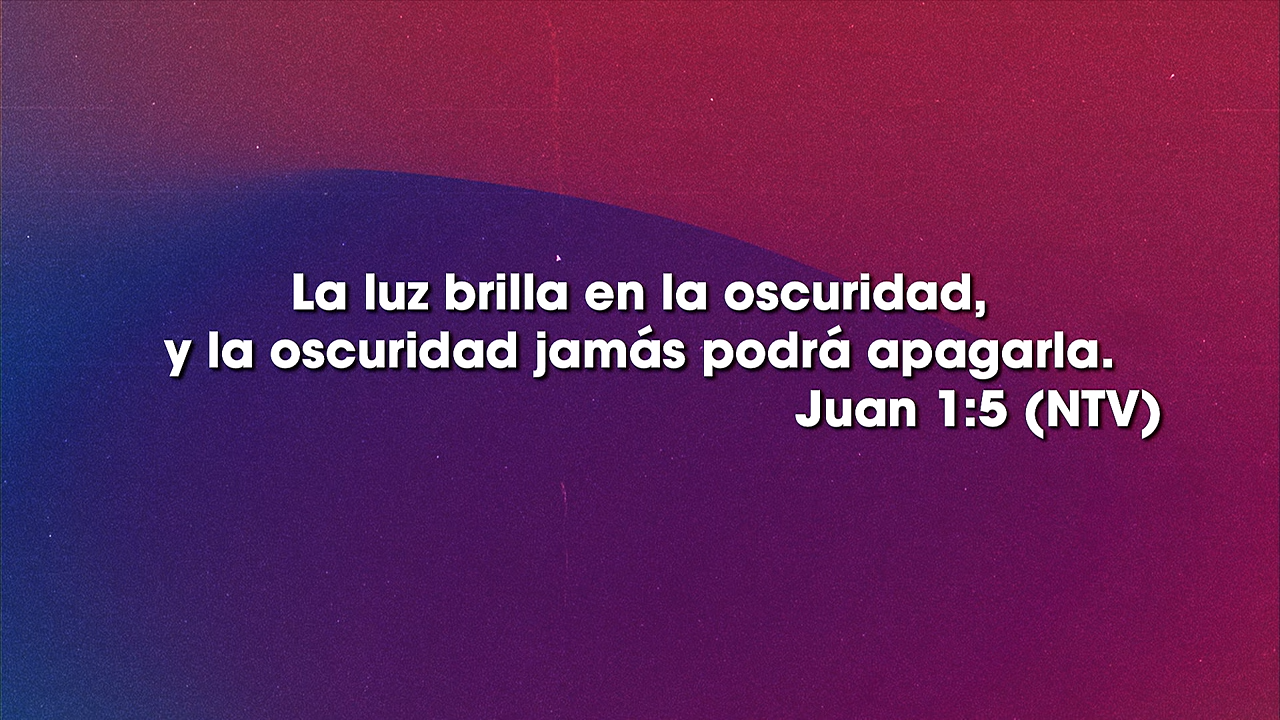 La luz brilla en la oscuridad,
y la oscuridad jamás podrá apagarla.
Juan 1:5 (NTV)